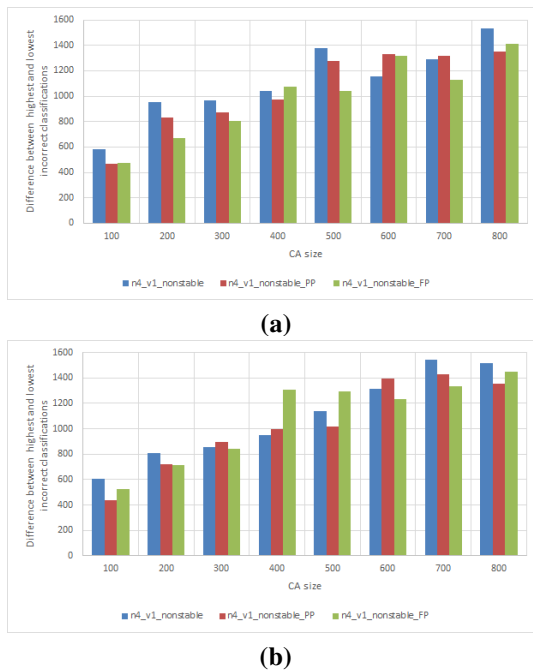 1600
1400
1200
1000
800
600
400
200
0
Difference between highest and lowest
incorrect classifications
100 200 300 400 500 600 700 800
CA size
n4_v1_nonstable n4_v1_nonstable_PP n4_v1_nonstable_FP
(a)
1600
1400
1200
1000
800
600
400
200
0
Difference between highest and lowest
incorrect classifications
100 200 300 400 500 600 700 800
CA size
n4_v1_nonstable n4_v1_nonstable_PP n4_v1_nonstable_FP
(b)